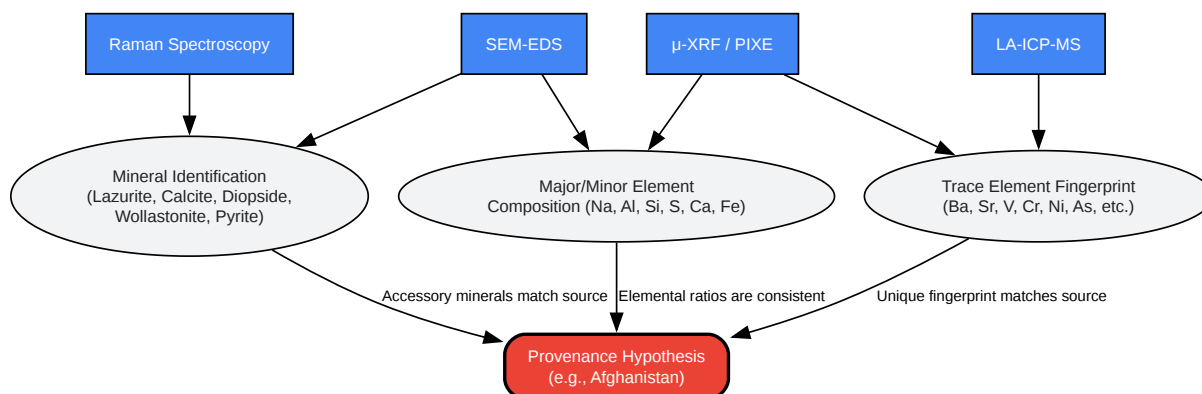 Raman Spectroscopy
SEM-EDS
μ-XRF / PIXE
LA-ICP-MS
Mineral Identification
(Lazurite, Calcite, Diopside,
Wollastonite, Pyrite)
Major/Minor Element
Composition (Na, Al, Si, S, Ca, Fe)
Trace Element Fingerprint
(Ba, Sr, V, Cr, Ni, As, etc.)
Accessory minerals match source
Elemental ratios are consistent
Unique fingerprint matches source
Provenance Hypothesis
(e.g., Afghanistan)